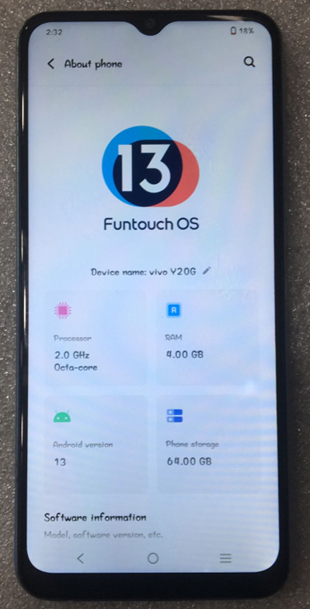 2:32 18%
About phone
13
Funtouch OS
Device name: vivo Y20G
Processor
2.0 GHz
Octa-core
R
RAM
4.00 GB
Android version
13
Phone storage
64.00 GB
Software information
Model, software version, etc.